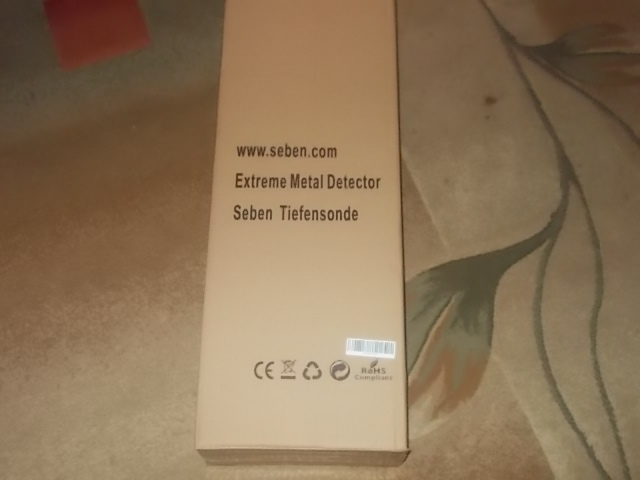 www.seben.com
Extreme Metal Detector
Seben Tiefensonde
CE
RoHS
Compliant